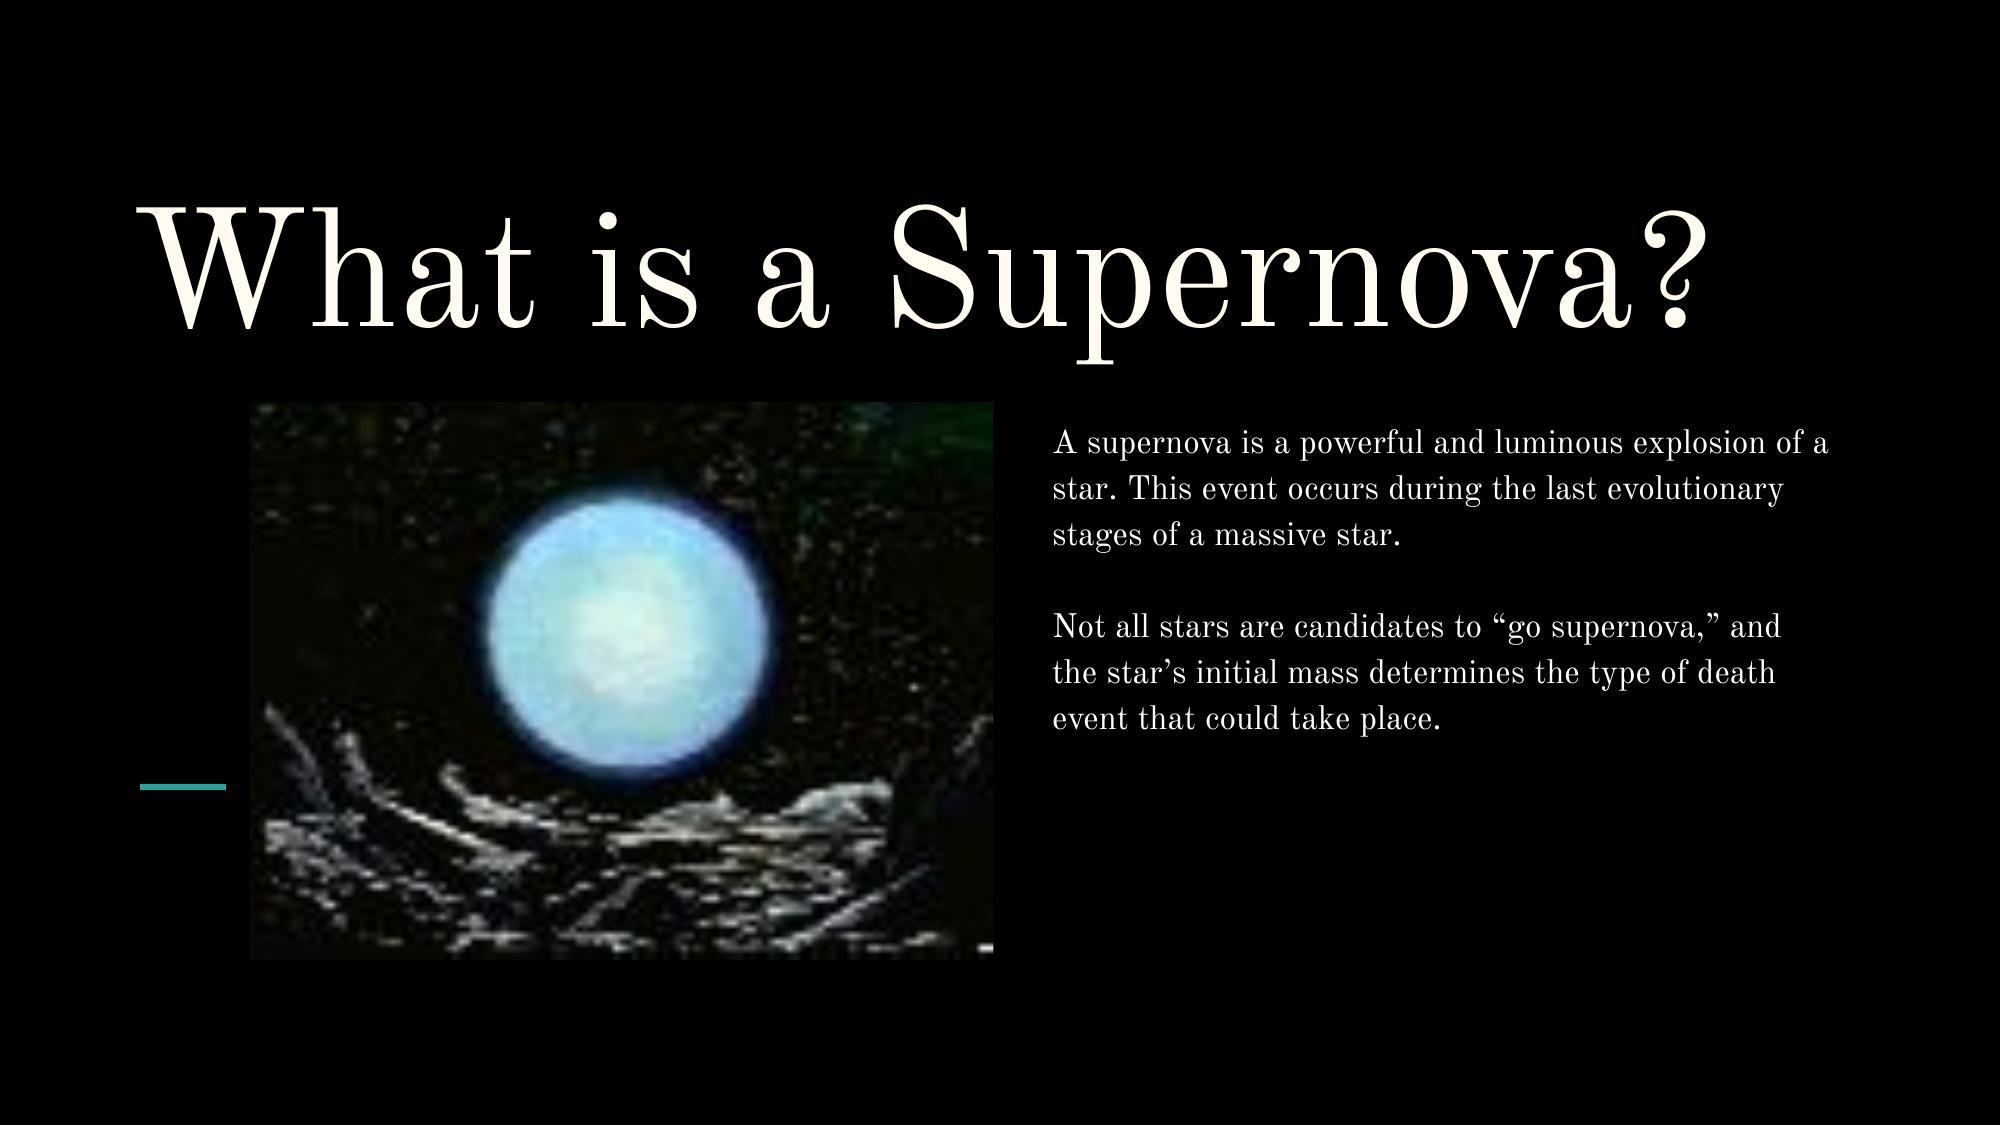 What is a Supernova?
A supernova is a powerful and luminous explosion of a
star. This event occurs during the last evolutionary
stages of a massive star.
Not all stars are candidates to “go supernova,” and
the star’s initial mass determines the type of death
event that could take place.